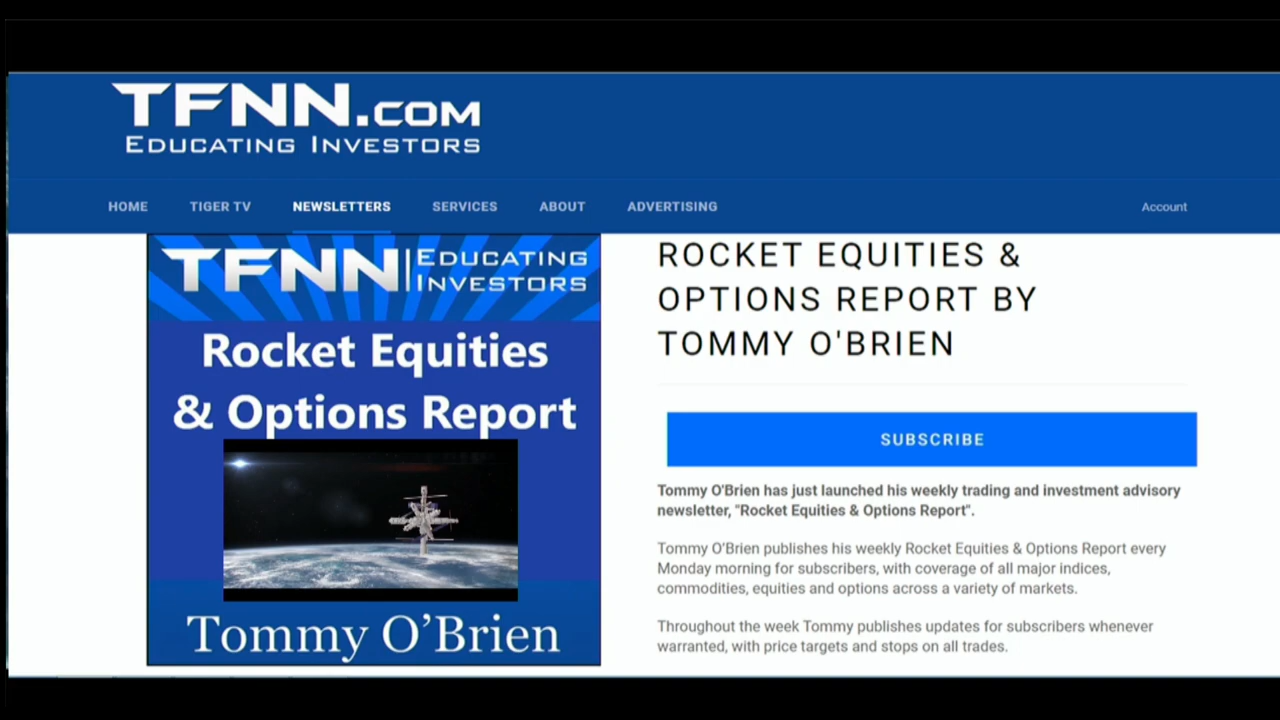 TFNN.COM
EDUCATING INVESTORS
HOME TIGER TV NEWSLETTERS SERVICES ABOUT ADVERTISING Account
TFNN EDUCATING
INVESTORS
Rocket Equities
& Options Report
Tommy O’Brien
ROCKET EQUITIES &
OPTIONS REPORT BY
TOMMY O'BRIEN
SUBSCRIBE
Tommy O'Brien has just launched his weekly trading and investment advisory
newsletter, "Rocket Equities & Options Report".
Tommy O’Brien publishes his weekly Rocket Equities & Options Report every
Monday morning for subscribers, with coverage of all major indices,
commodities, equities and options across a variety of markets.
Throughout the week Tommy publishes updates for subscribers whenever
warranted, with price targets and stops on all trades.